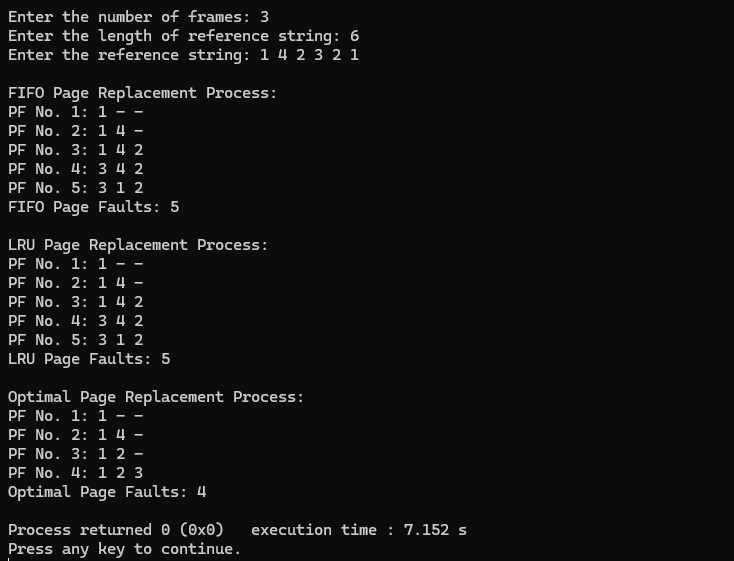 Enter the number of frames: 3
Enter the length of reference string: 6
Enter the reference string: 1 4 2 3 2 1
FIFO Page Replacement Process:
PF No. 1: 1 - -
PF No. 2: 1 4 -
PF No. 3: 1 4 2
PF No. 4: 3 4 2
PF No. 5: 3 1 2
FIFO Page Faults: 5
LRU Page Replacement Process:
PF No. 1: 1 - -
PF No. 2: 1 4 -
PF No. 3: 1 4 2
PF No. 4: 3 4 2
PF No. 5: 3 1 2
LRU Page Faults: 5
Optimal Page Replacement Process:
PF No. 1: 1 - -
PF No. 2: 1 4 -
PF No. 3: 1 2 -
PF No. 4: 1 2 3
Optimal Page Faults: 4
Process returned 0 (0x0)   execution time : 7.152 s
Press any key to continue.